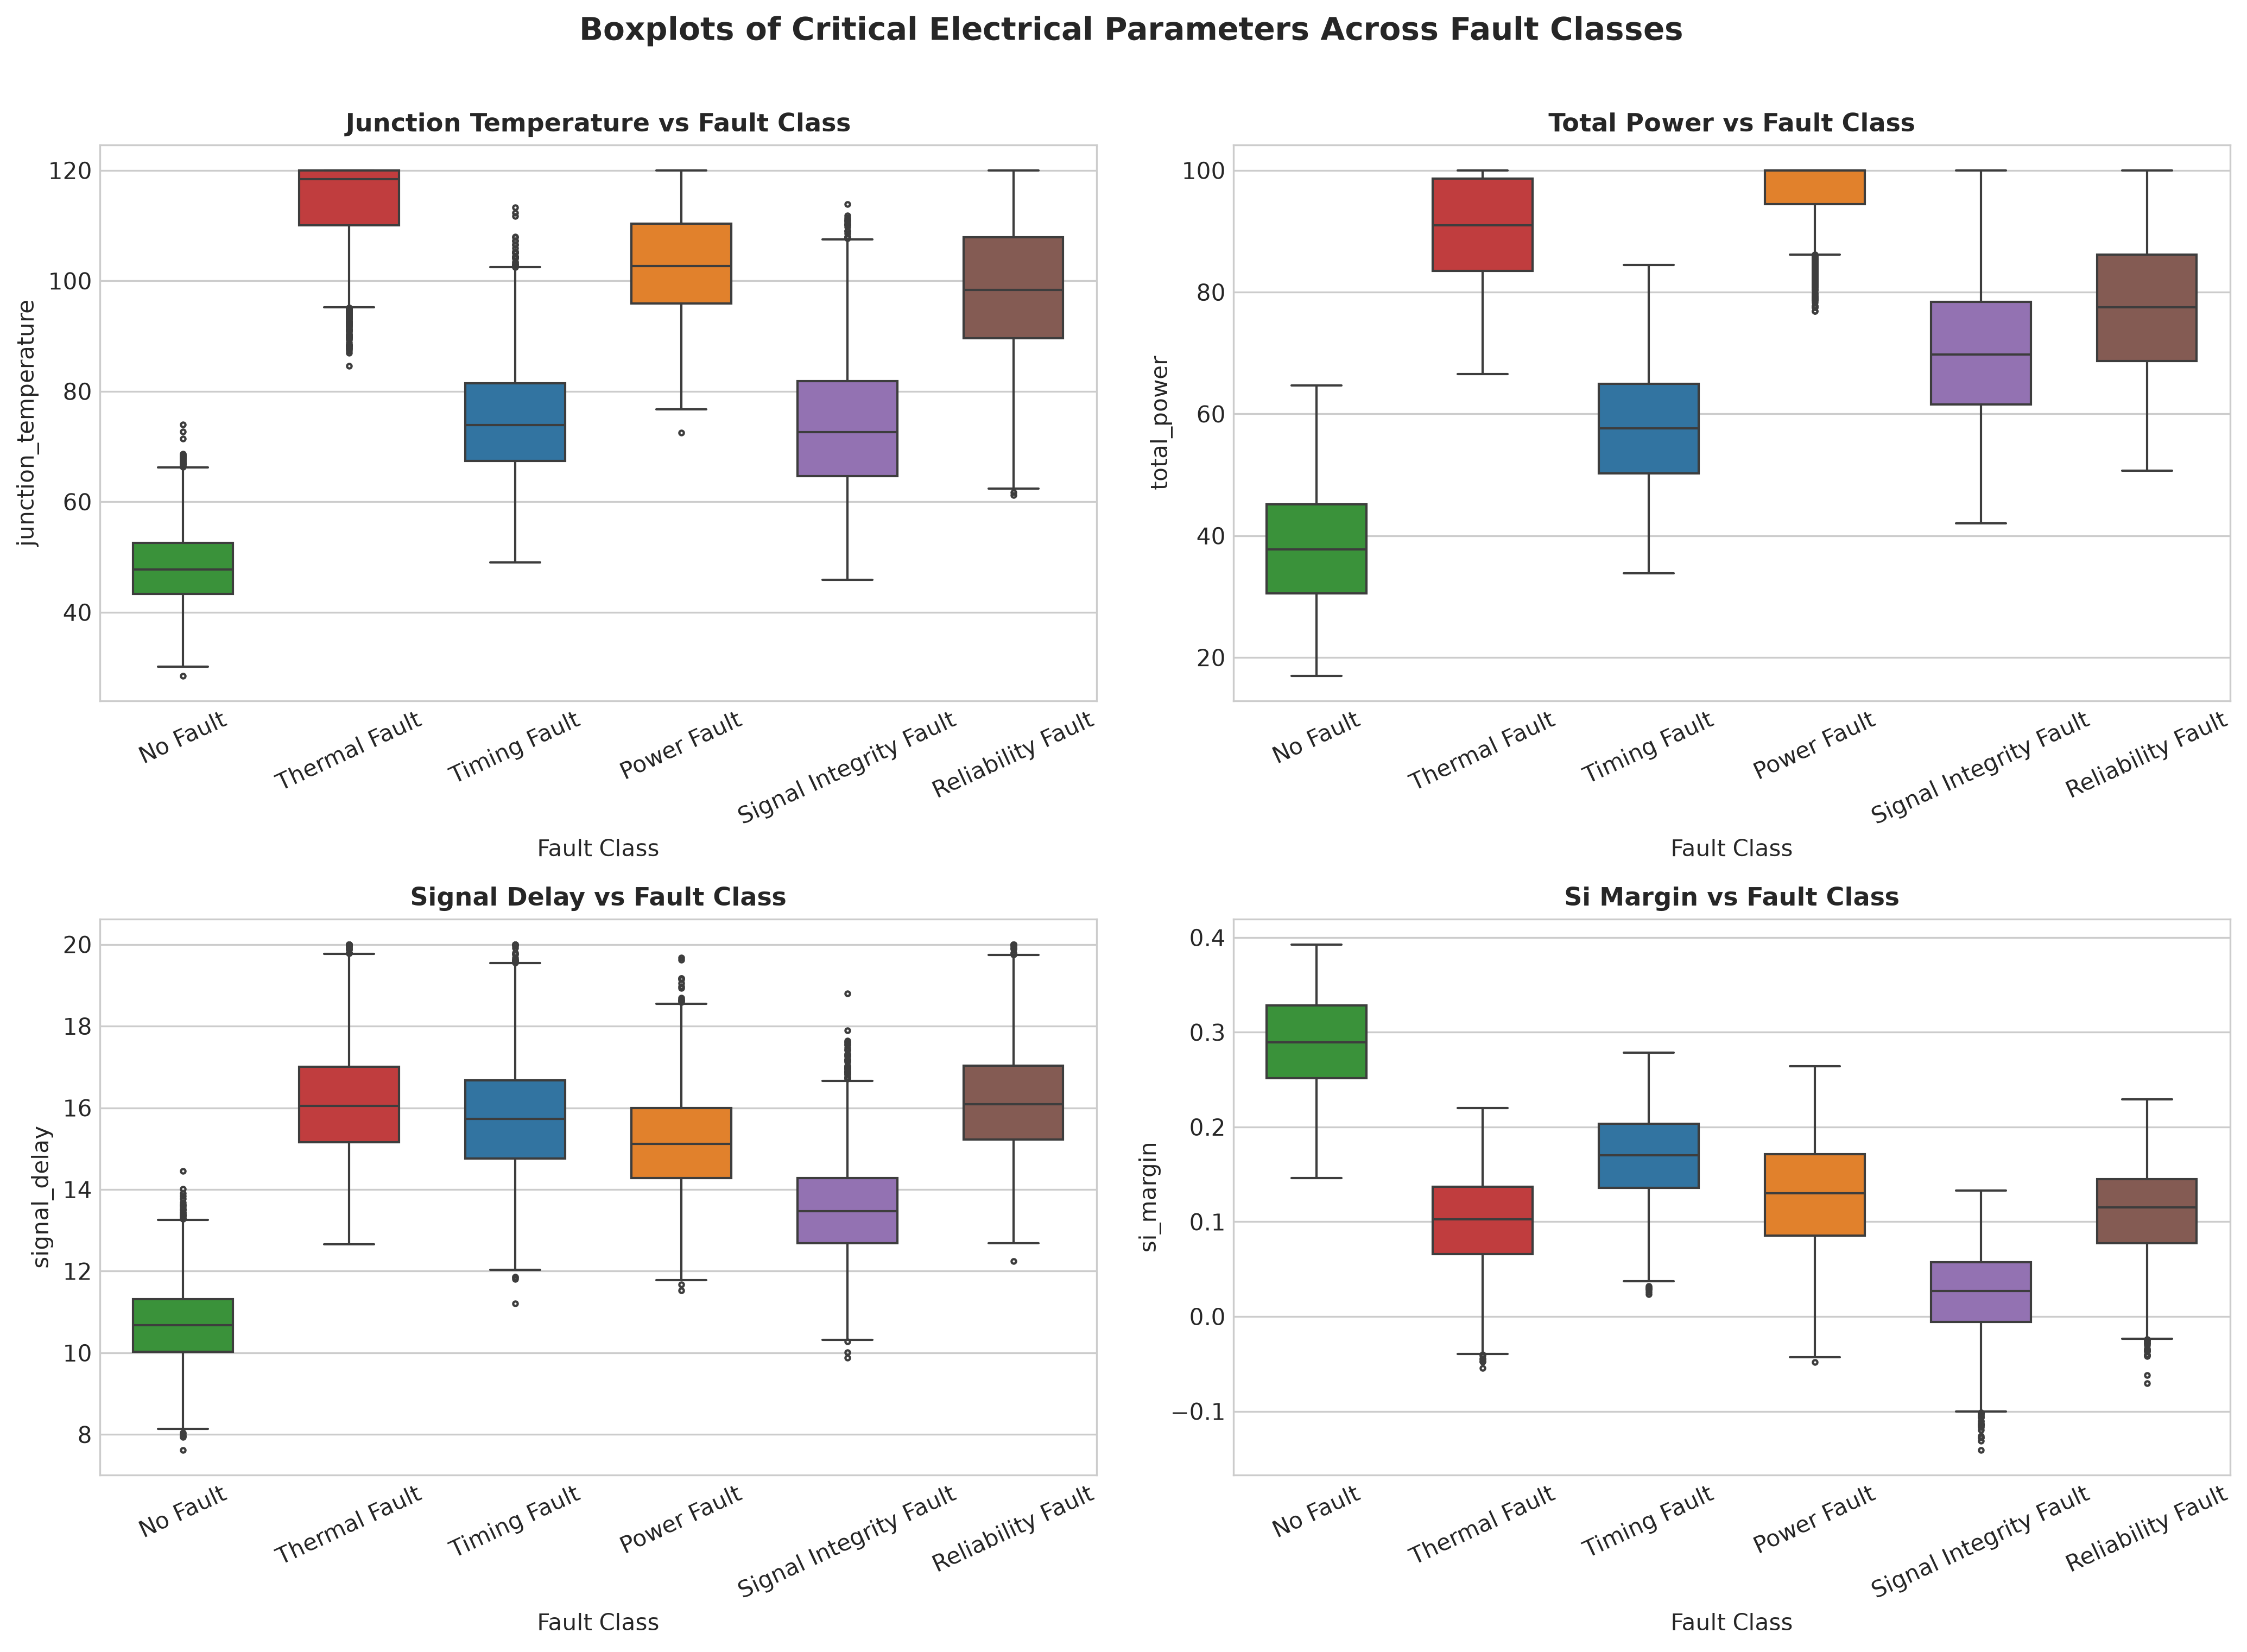 Boxplots of Critical Electrical Parameters Across Fault Classes
Junction Temperature vs Fault Class
junction_temperature
120
100
80
60
40
No Fault
Thermal Fault
Timing Fault
Power Fault
Signal Integrity Fault
Reliability Fault
Fault Class
Total Power vs Fault Class
total_power
100
80
60
40
20
No Fault
Thermal Fault
Timing Fault
Power Fault
Signal Integrity Fault
Reliability Fault
Fault Class
Signal Delay vs Fault Class
signal_delay
20
18
16
14
12
10
8
No Fault
Thermal Fault
Timing Fault
Power Fault
Signal Integrity Fault
Reliability Fault
Fault Class
Si Margin vs Fault Class
si_margin
0.4
0.3
0.2
0.1
0.0
−0.1
No Fault
Thermal Fault
Timing Fault
Power Fault
Signal Integrity Fault
Reliability Fault
Fault Class